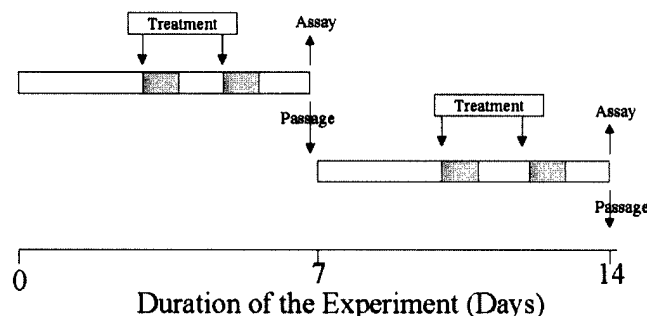 Treatment
Assay
Passage
Treatment
Assay
Passage
0
7
14
Duration of the Experiment (Days)